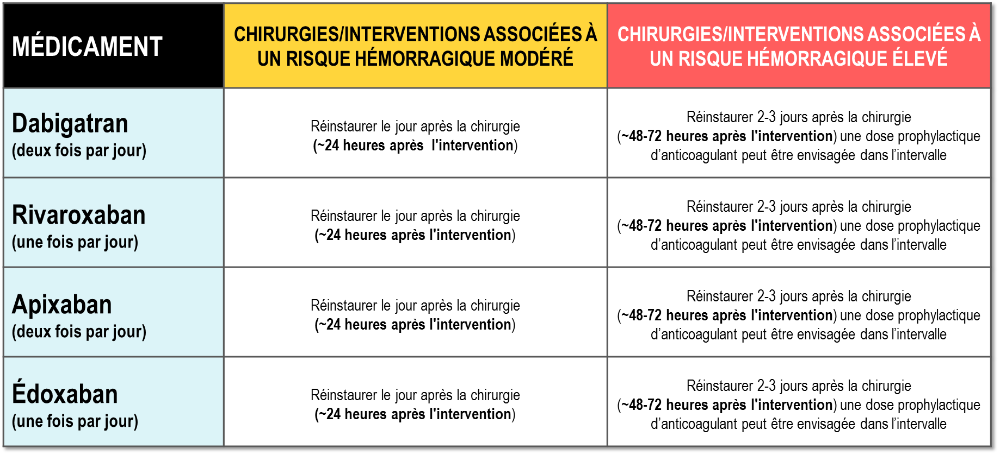 MÉDICAMENT
CHIRURGIES/INTERVENTIONS ASSOCIÉES À
UN RISQUE HÉMORRAGIQUE MODÉRÉ
CHIRURGIES/INTERVENTIONS ASSOCIÉES À
UN RISQUE HÉMORRAGIQUE ÉLEVÉ
Dabigatran
(deux fois par jour)
Réinstaurer le jour après la chirurgie
(~24 heures après l'intervention)
Réinstaurer 2-3 jours après la chirurgie
(~48-72 heures après l'intervention) une dose prophylactique
d’anticoagulant peut être envisagée dans l’intervalle
Rivaroxaban
(une fois par jour)
Réinstaurer le jour après la chirurgie
(~24 heures après l'intervention)
Réinstaurer 2-3 jours après la chirurgie
(~48-72 heures après l'intervention) une dose prophylactique
d’anticoagulant peut être envisagée dans l’intervalle
Apixaban
(deux fois par jour)
Réinstaurer le jour après la chirurgie
(~24 heures après l'intervention)
Réinstaurer 2-3 jours après la chirurgie
(~48-72 heures après l'intervention) une dose prophylactique
d’anticoagulant peut être envisagée dans l’intervalle
Édoxaban
(une fois par jour)
Réinstaurer le jour après la chirurgie
(~24 heures après l'intervention)
Réinstaurer 2-3 jours après la chirurgie
(~48-72 heures après l'intervention) une dose prophylactique
d’anticoagulant peut être envisagée dans l’intervalle